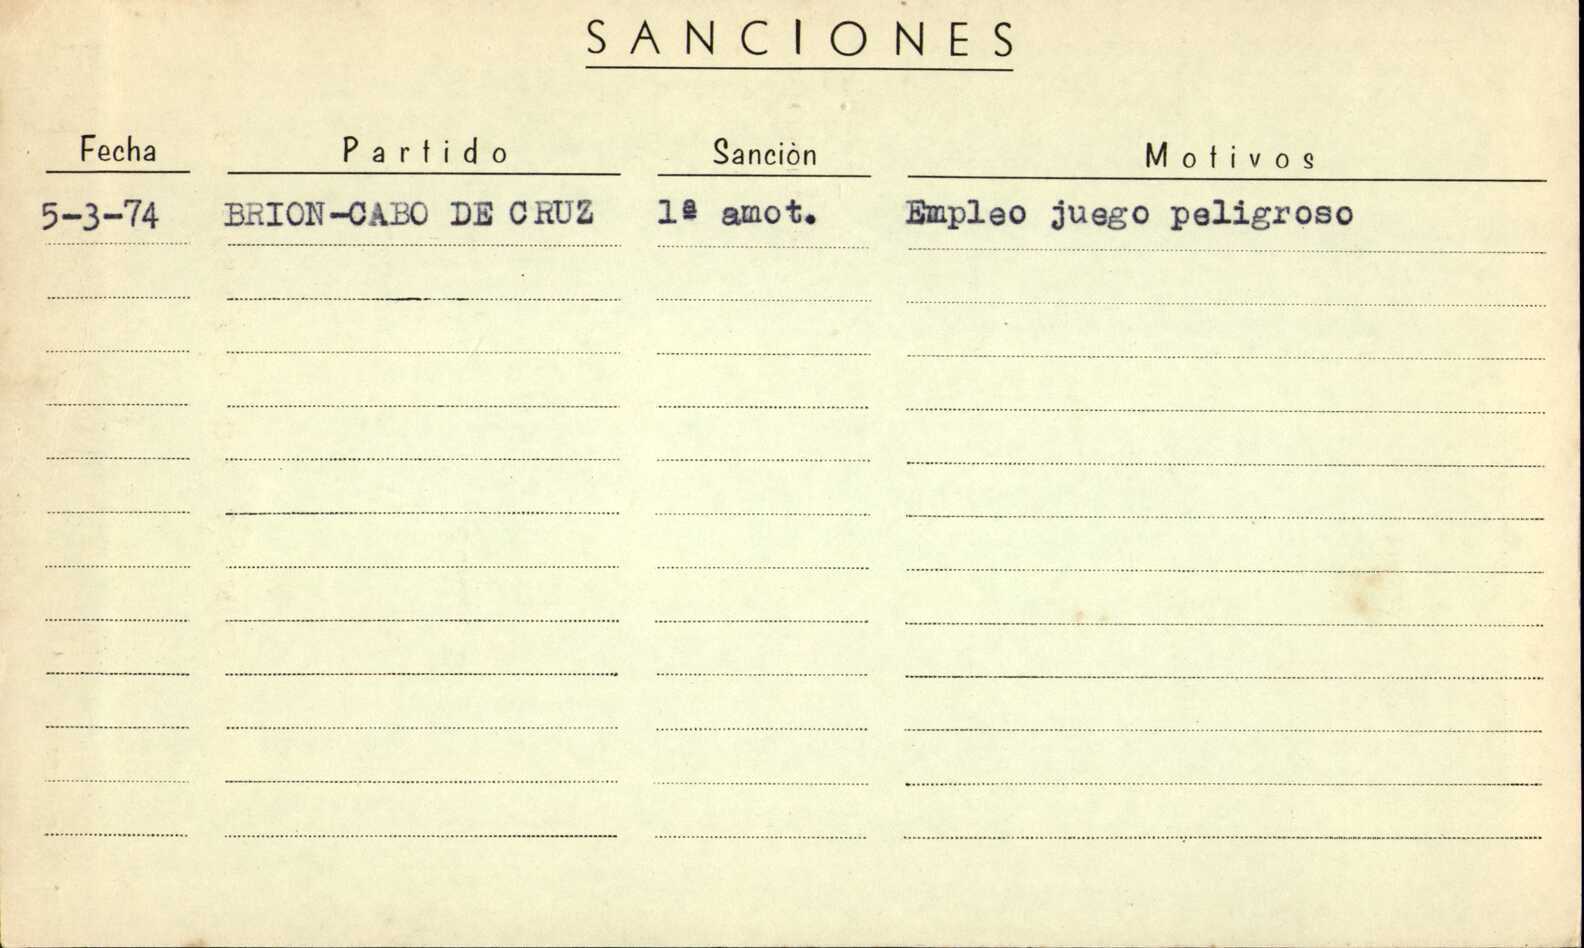 SANCIONES
Fecha Partido Sanciòn Motivos
5-3-74 BRION-CABO DE CRUZ 1ª amot. Empleo juego peligroso